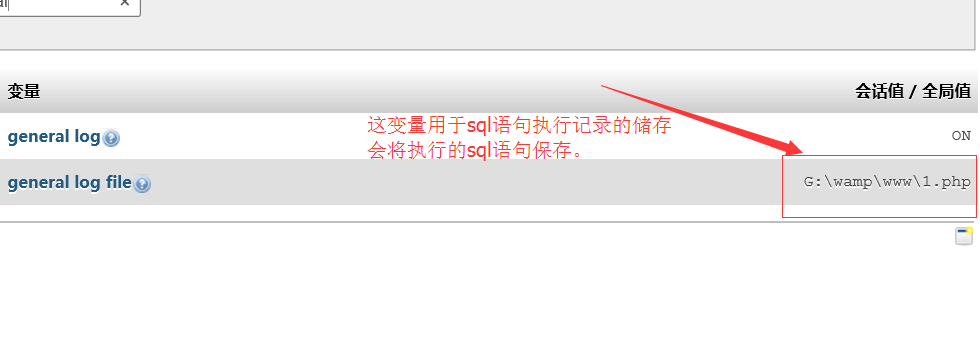 ×
变量
会话值 / 全局值
general log
这变量用于sql语句执行记录的储存
会将执行的sql语句保存。
ON
general log file
G:\wamp\www\1.php